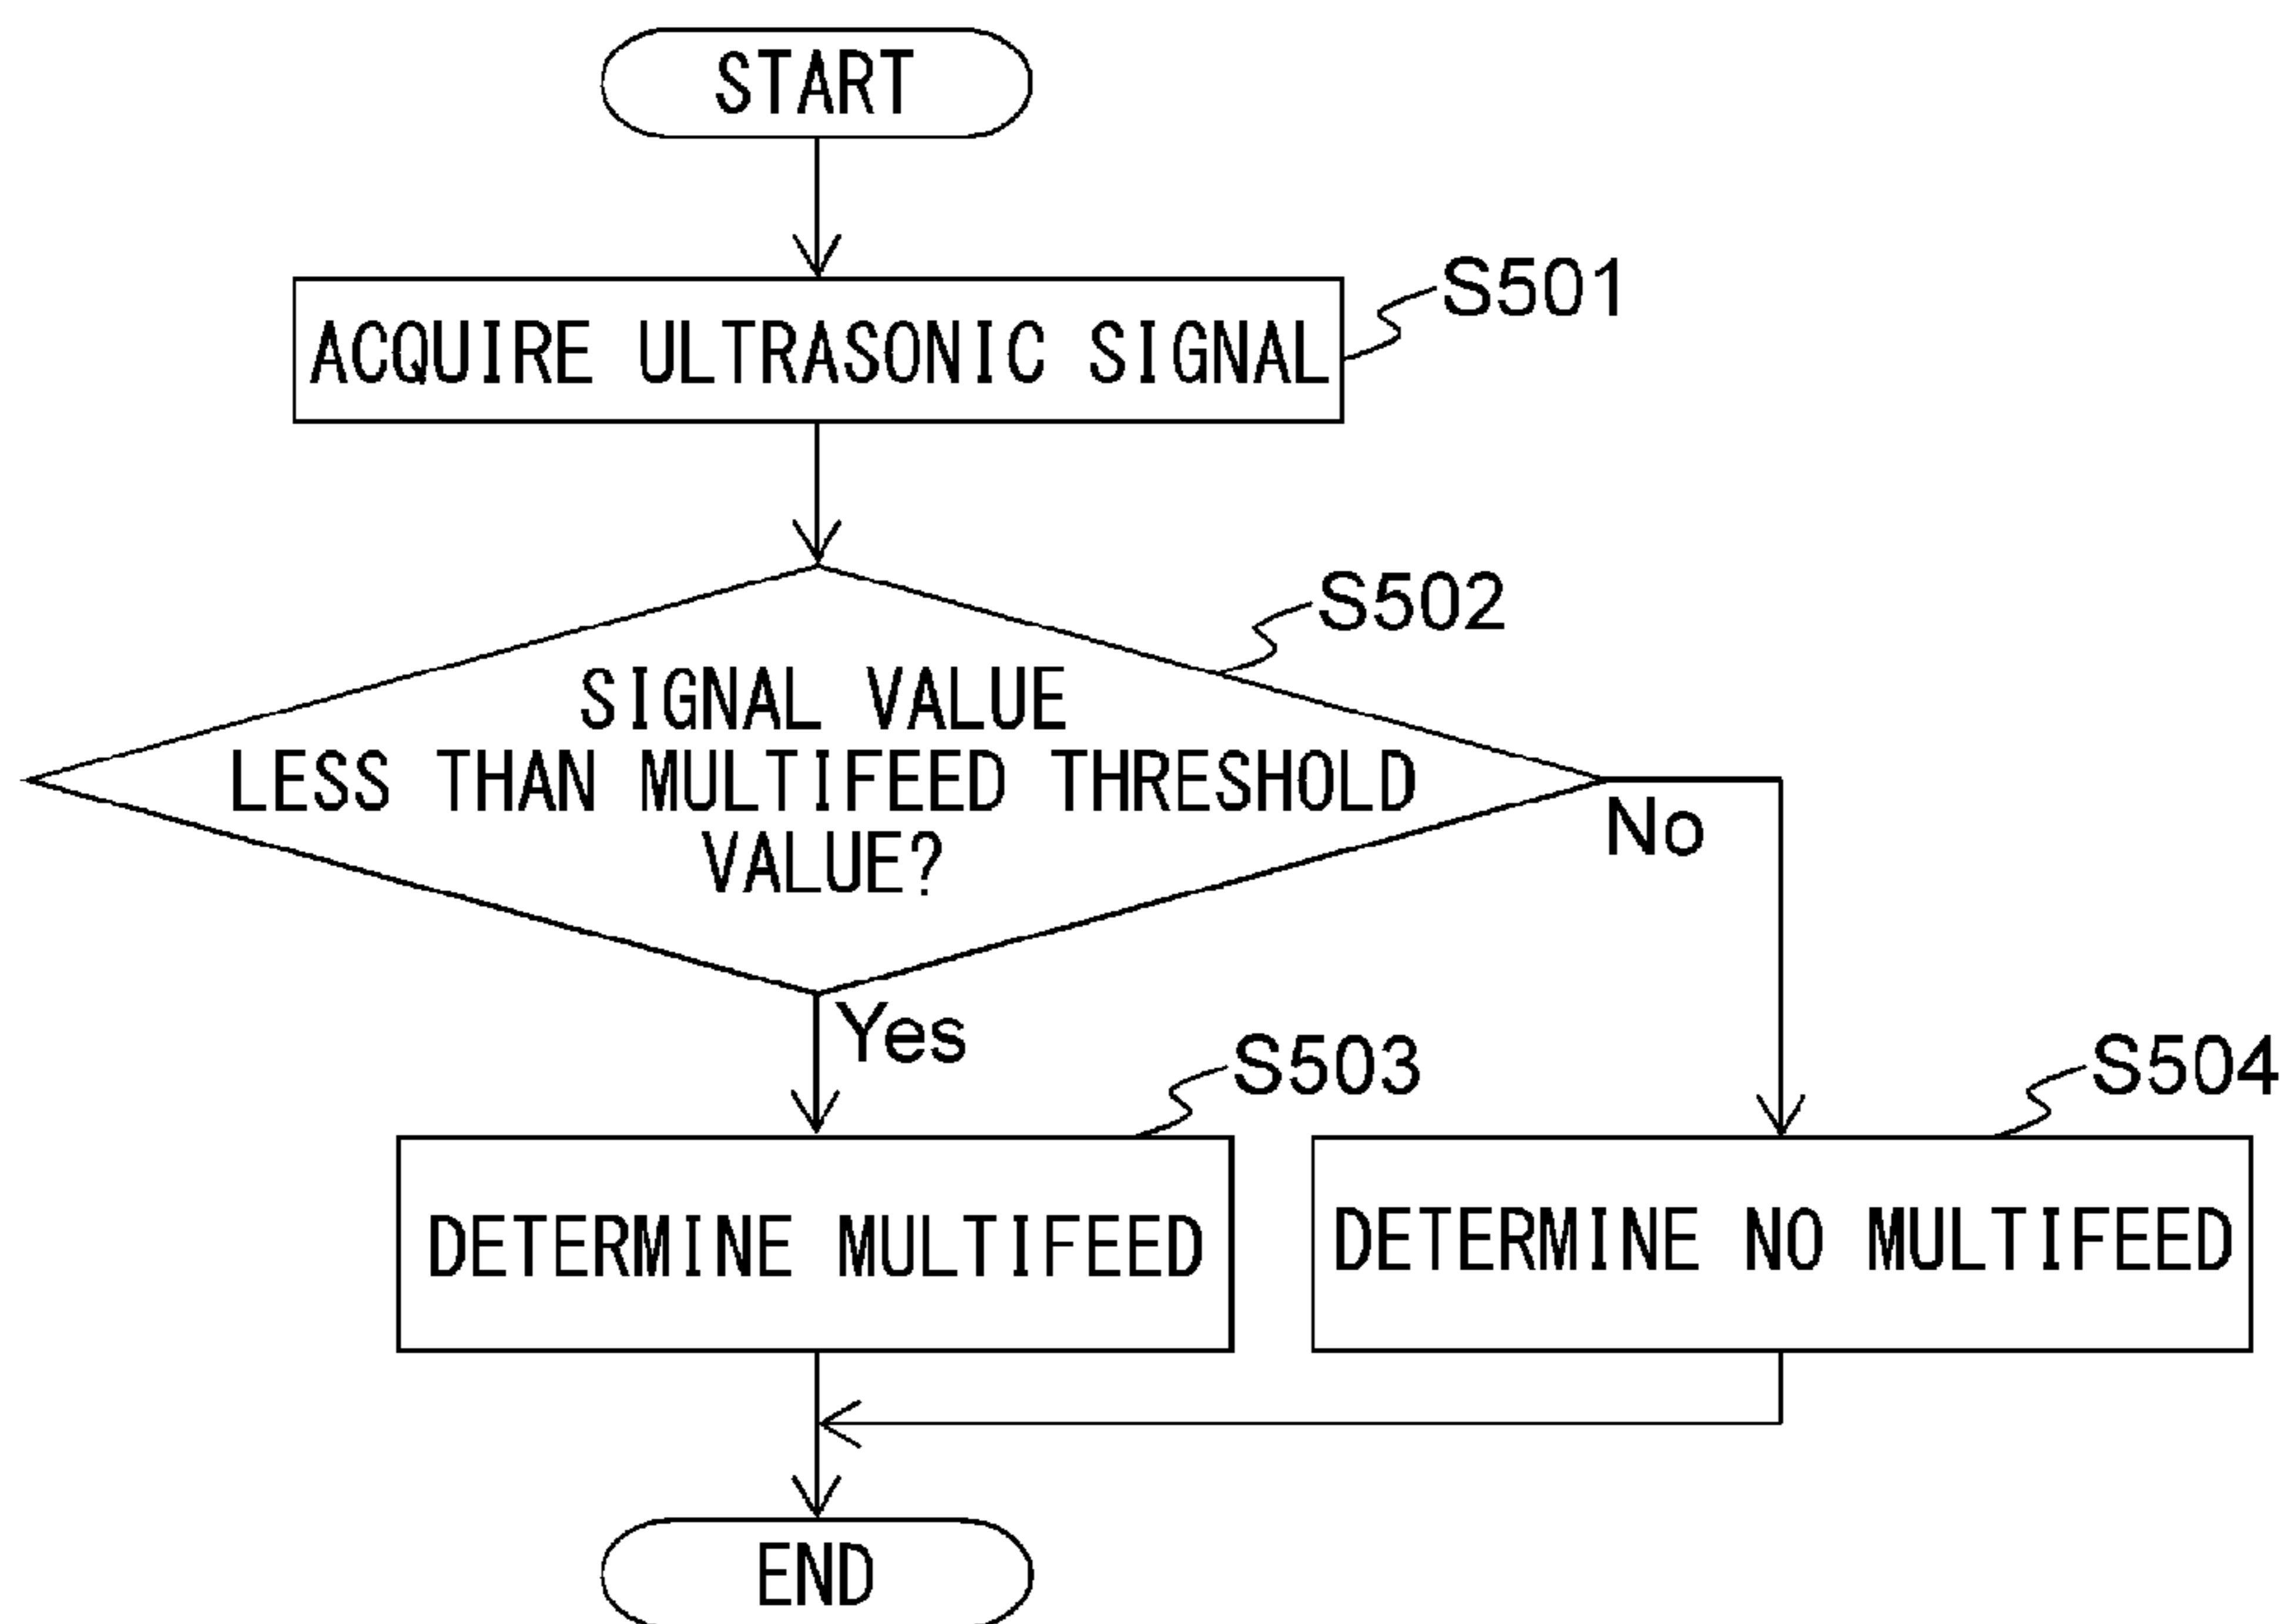 START
ACQUIRE ULTRASONIC SIGNAL
S501
S502
SIGNAL VALUE
LESS THAN MULTIFEED THRESHOLD
VALUE?
No
Yes
S503
S504
DETERMINE MULTIFEED
DETERMINE NO MULTIFEED
END